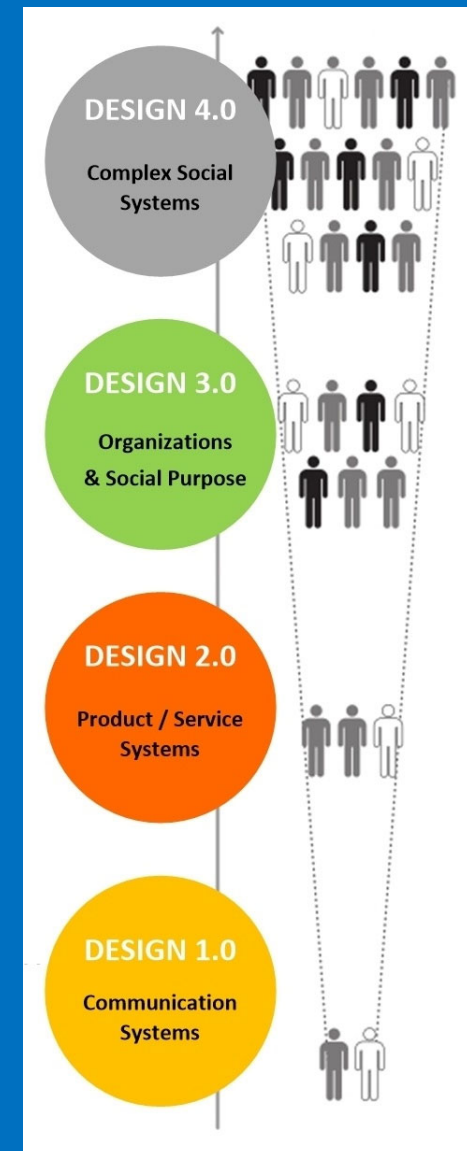 DESIGN 4.0
Complex Social
Systems
DESIGN 3.0
Organizations
& Social Purpose
DESIGN 2.0
Product / Service
Systems
DESIGN 1.0
Communication
Systems